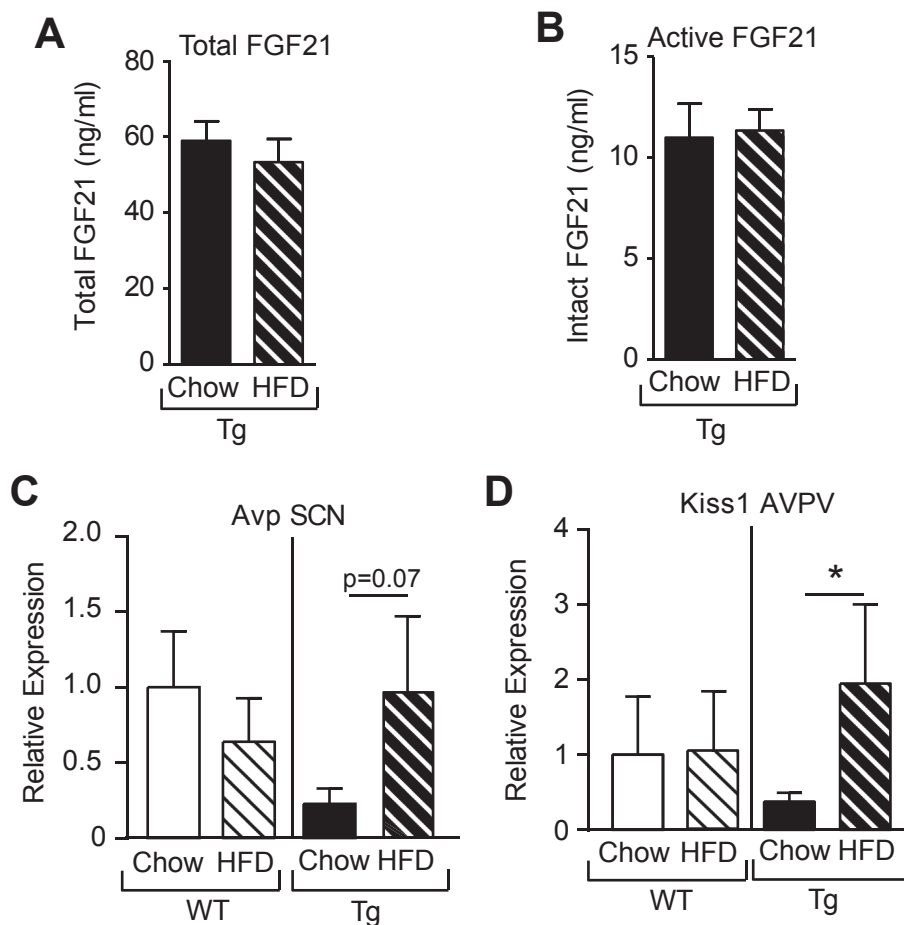 A
Total FGF21
Total FGF21 (ng/ml)
80
60
40
20
0
Chow HFD
Tg
B
Active FGF21
Intact FGF21 (ng/ml)
15
10
5
0
Chow HFD
Tg
C
Avp SCN
Relative Expression
2.0
1.5
1.0
0.5
0
p=0.07
Chow HFD Chow HFD
WT Tg
D
Kiss1 AVPV
Relative Expression
4
3
2
1
0
*
Chow HFD Chow HFD
WT Tg